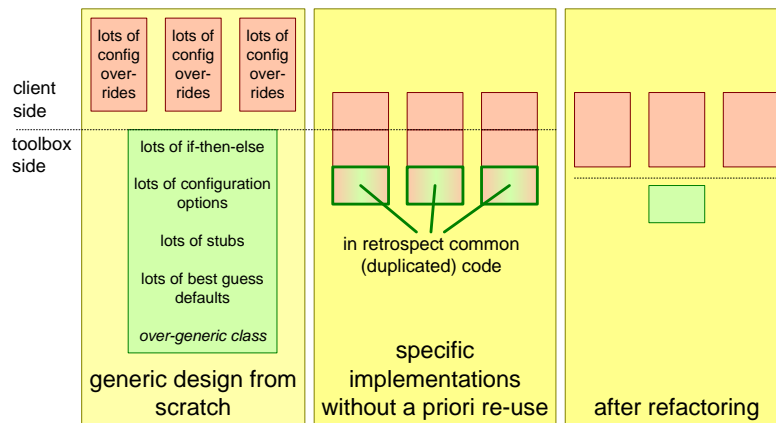 lots of
config
over-
rides
lots of
config
over-
rides
lots of
config
over-
rides
client
side
toolbox
side
lots of if-then-else
lots of configuration
options
lots of stubs
lots of best guess
defaults
over-generic class
generic design from
scratch
in retrospect common
(duplicated) code
specific
implementations
without a priori re-use
after refactoring